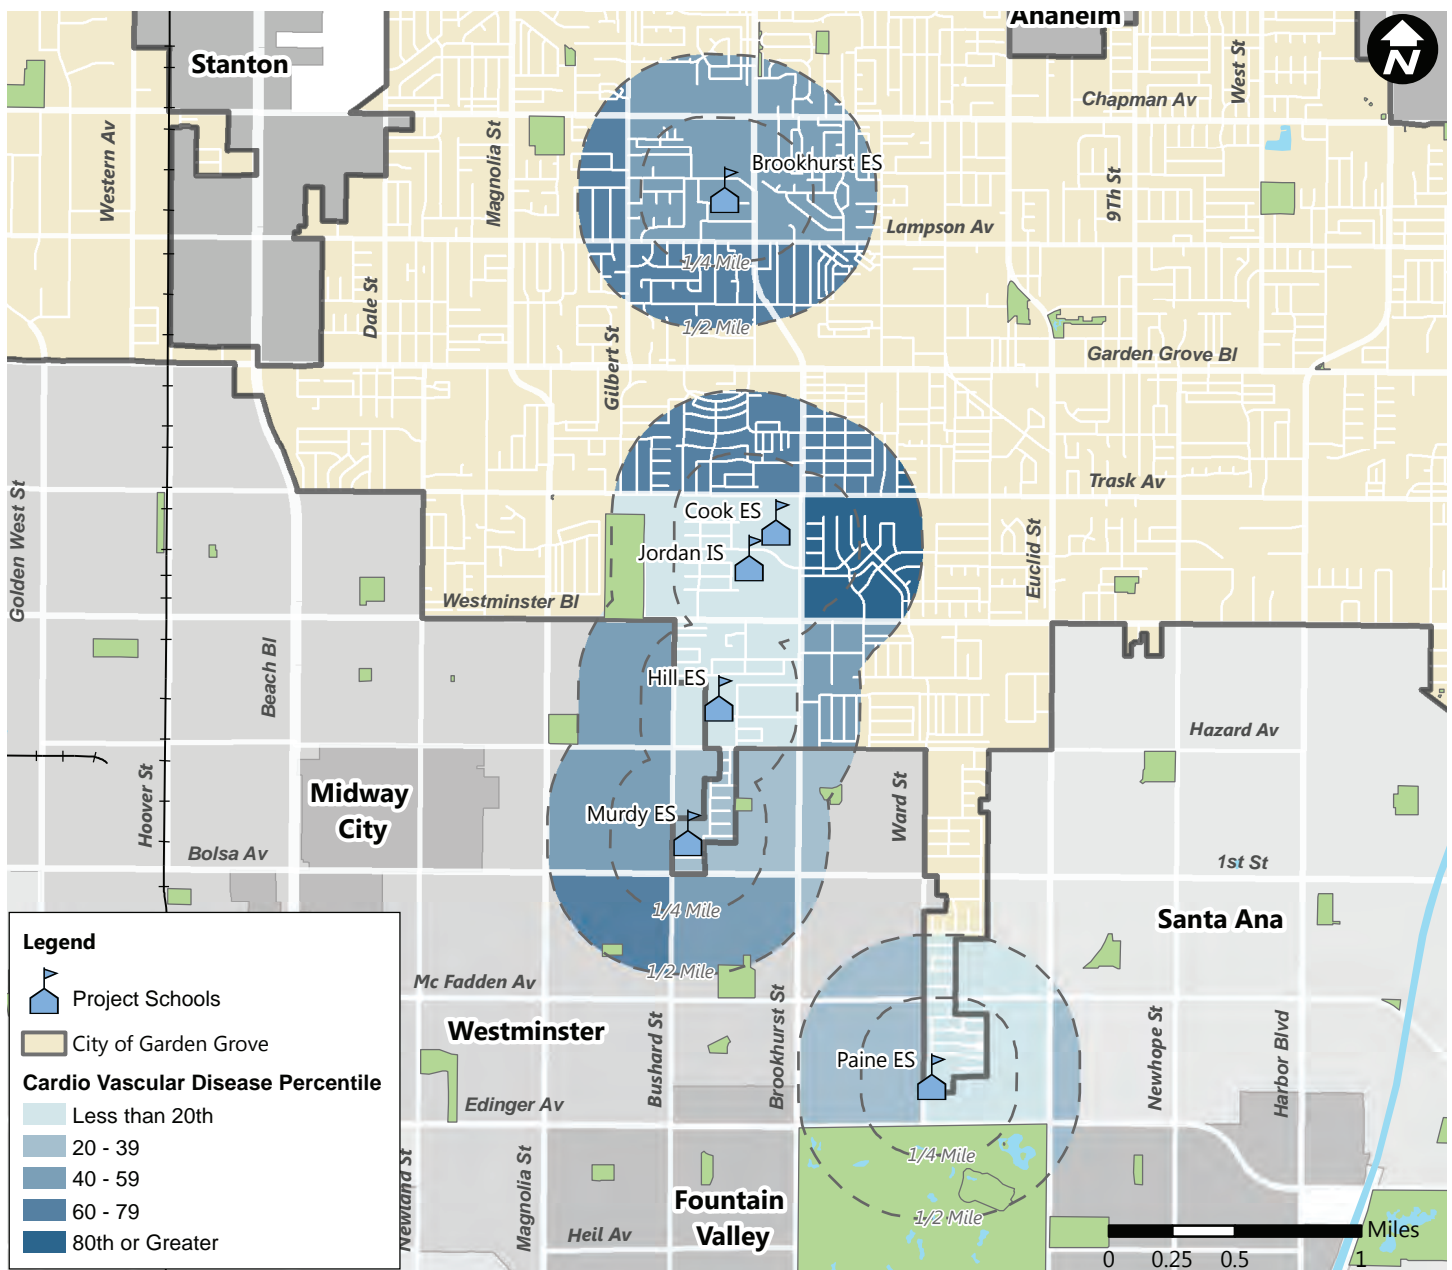 Anaheim
Stanton
West St
Chapman Av
Western Av
Magnolia St
Brookhurst ES
9Th St
Lampson Av
1/4 Mile
Dale St
1/2 Mile
Gilbert St
Garden Grove Bl
Trask Av
Golden West St
Cook ES
Jordan IS
Euclid St
Westminster Bl
Beach Bl
Hill ES
Hazard Av
Hoover St
Midway
City
Ward St
Murdy ES
Bolsa Av
1st St
1/4 Mile
Santa Ana
1/2 Mile
Mc Fadden Av
Westminster
Bushard St
Brookhurst St
Paine ES
Newhope St
Harbor Blvd
Edinger Av
1/4 Mile
Newland St
Magnolia St
Fountain
Valley
Heil Av
1/2 Mile
Legend
Project Schools
City of Garden Grove
Cardio Vascular Disease Percentile
Less than 20th
20 - 39
40 - 59
60 - 79
80th or Greater
Miles
0 0.25 0.5 1
N